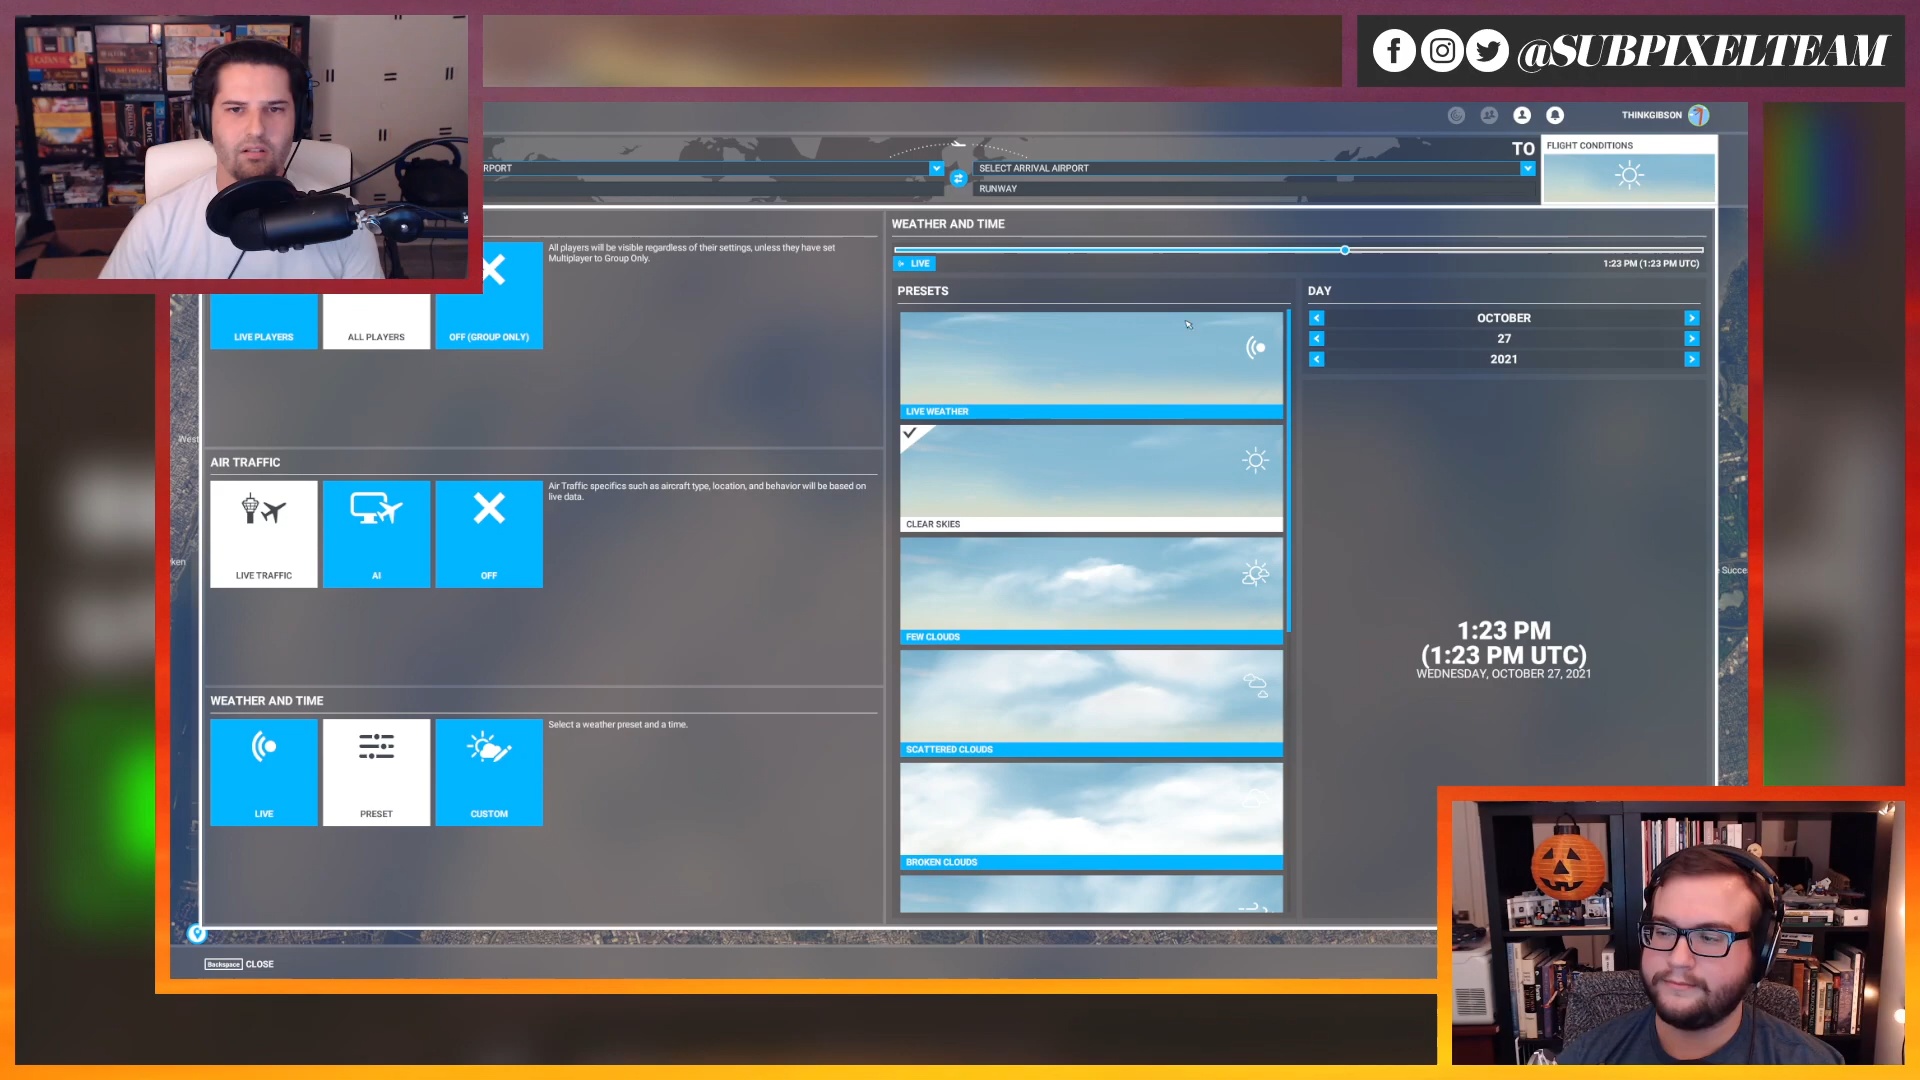 @SUBPIXELTEAM
THINKGIBSON
TO
RPORT
SELECT ARRIVAL AIRPORT
RUNWAY
FLIGHT CONDITIONS
All players will be visible regardless of their settings, unless they have set
Multiplayer to Group Only.
LIVE PLAYERS
ALL PLAYERS
OFF (GROUP ONLY)
AIR TRAFFIC
Air Traffic specifics such as aircraft type, location, and behavior will be based on
live data.
LIVE TRAFFIC
AI
OFF
WEATHER AND TIME
Select a weather preset and a time.
LIVE
PRESET
CUSTOM
WEATHER AND TIME
LIVE
1:23 PM (1:23 PM UTC)
PRESETS
LIVE WEATHER
CLEAR SKIES
FEW CLOUDS
SCATTERED CLOUDS
BROKEN CLOUDS
DAY
OCTOBER
27
2021
1:23 PM
(1:23 PM UTC)
WEDNESDAY, OCTOBER 27, 2021
West
ken
Succe
Backspace CLOSE
CATAN